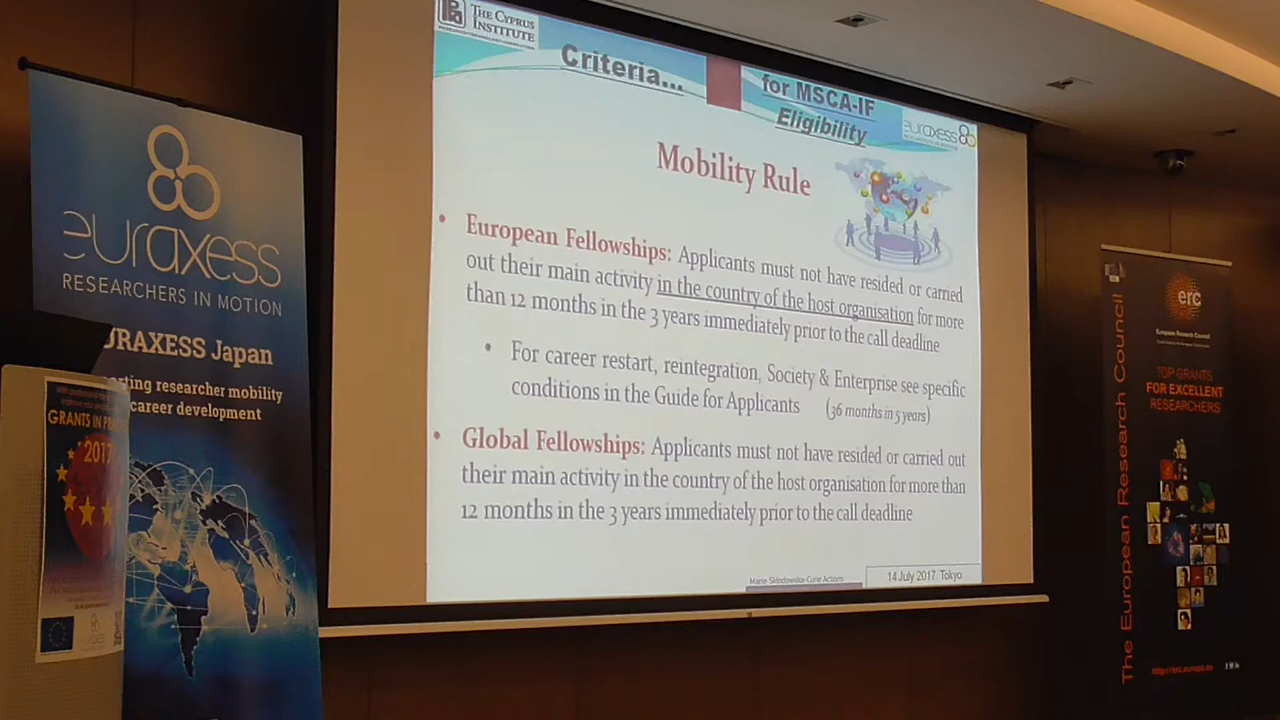 euraxess
RESEARCHERS IN MOTION
URAXESS Japan
rting researcher mobility
career development
GRANTS IN PR
2017
THE CYPRUS
INSTITUTE
Criteria...
for MSCA-IF
Eligibility
euraxess
Mobility Rule
• European Fellowships: Applicants must not have resided or carried
out their main activity in the country of the host organisation for more
than 12 months in the 3 years immediately prior to the call deadline
• For career restart, reintegration, Society & Enterprise see specific
conditions in the Guide for Applicants (36 months in 5 years)
• Global Fellowships: Applicants must not have resided or carried out
their main activity in the country of the host organisation for more than
12 months in the 3 years immediately prior to the call deadline
Marie Skłodowska-Curie Actions
14 July 2017 Tokyo
The European Research Council
erc
European Research Council
TOP GRANTS
FOR EXCELLENT
RESEARCHERS